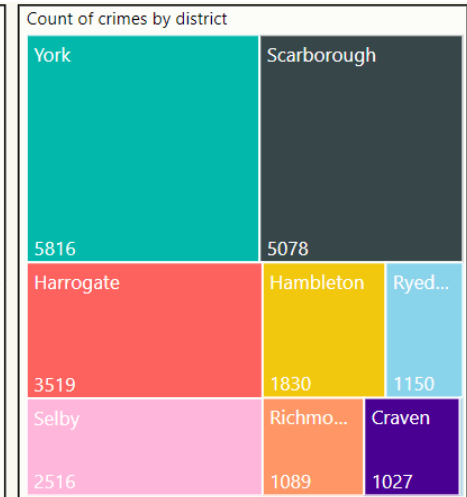 Count of crimes by district
York
5816
Scarborough
5078
Harrogate
3519
Hambleton
1830
Ryed...
1150
Selby
2516
Richmo...
1089
Craven
1027